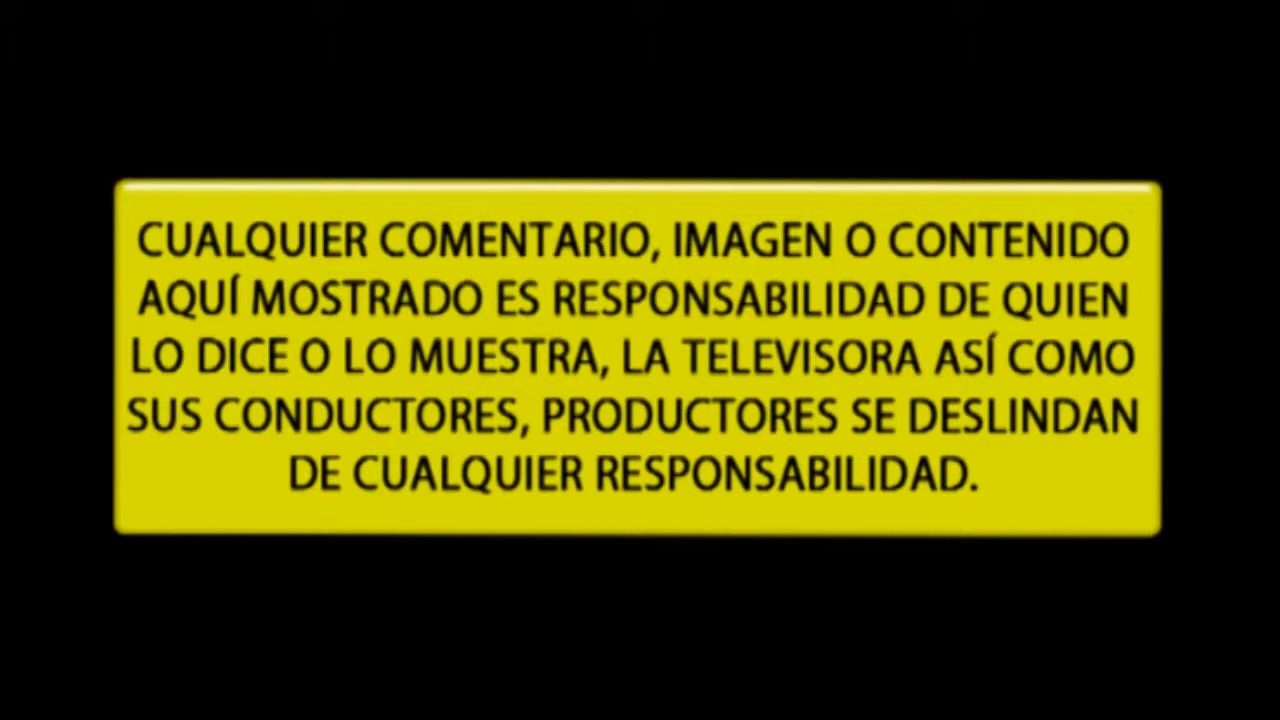 CUALQUIER COMENTARIO, IMAGEN O CONTENIDO
AQUÍ MOSTRADO ES RESPONSABILIDAD DE QUIEN
LO DICE O LO MUESTRA, LA TELEVISORA ASÍ COMO
SUS CONDUCTORES, PRODUCTORES SE DESLINDAN
DE CUALQUIER RESPONSABILIDAD.